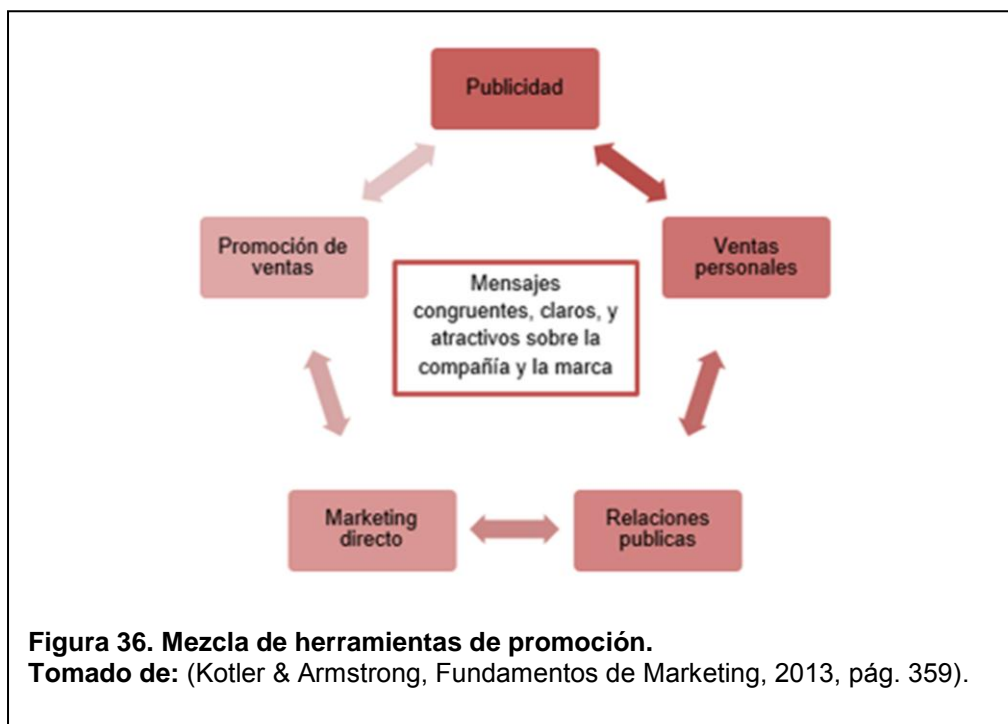 Publicidad
Promoción de
ventas
Ventas
personales
Mensajes
congruentes, claros, y
atractivos sobre la
compañía y la marca
Marketing
directo
Relaciones
publicas
Figura 36. Mezcla de herramientas de promoción.
Tomado de: (Kotler & Armstrong, Fundamentos de Marketing, 2013, pág. 359).